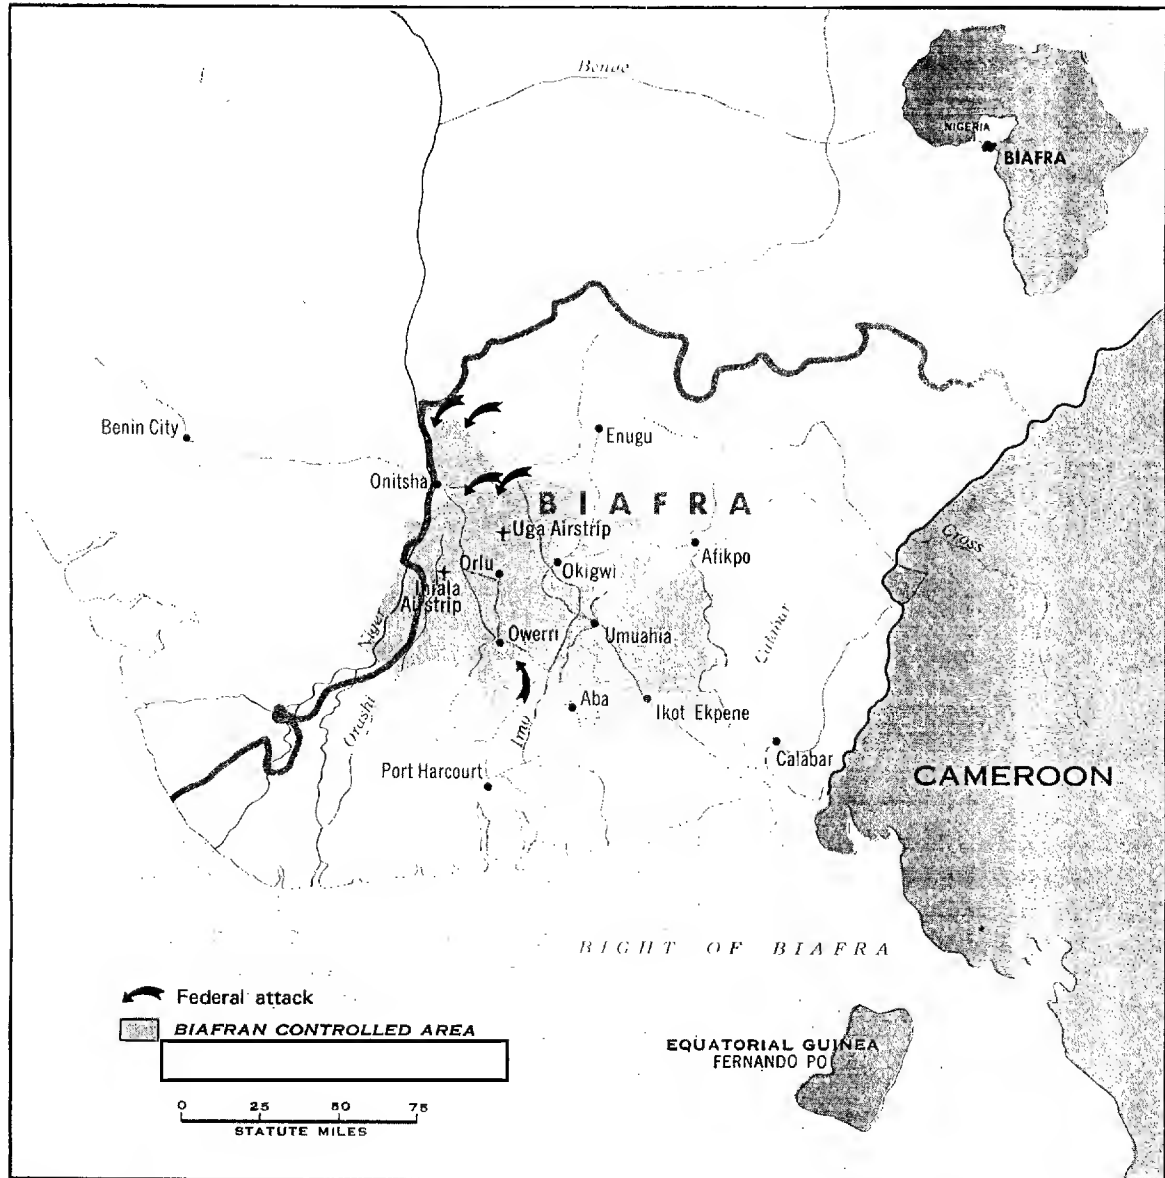 Benue
NIGERIA
BIAFRA
Benin City
Enugu
Onitsha
BIAFRA
Uga Airstrip
Cross
Afikpo
Orlu
Okigwi
Airstrip
Niger
Owerri
Umuahia
Calabar
Aba
Ikot Ekpene
Imo
Orashi
Calabar
Port Harcourt
CAMEROON
BIGHT OF BIAFRA
Federal attack
BIAFRAN CONTROLLED AREA
EQUATORIAL GUINEA
FERNANDO PO
0 25 50 75
STATUTE MILES